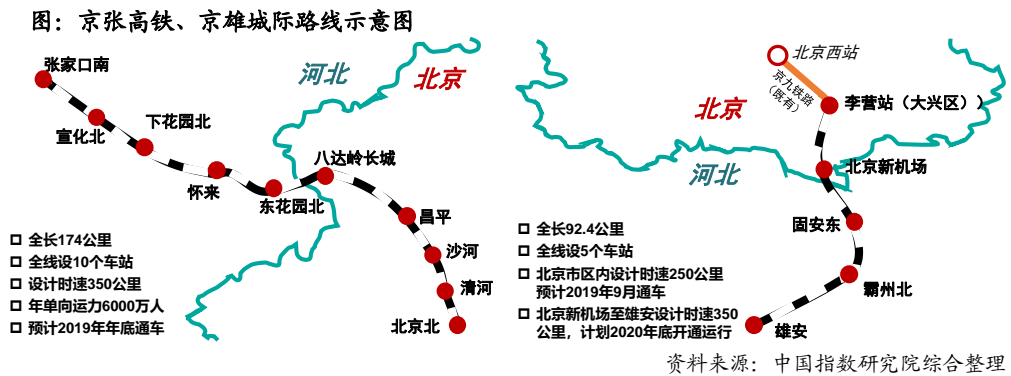 图：京张高铁、京雄城际路线示意图
张家口南
宣化北
下花园北
怀来
东花园北
八达岭长城
昌平
沙河
清河
北京北
河北
北京
全长174公里
全线设10个车站
设计时速350公里
年单向运力6000万人
预计2019年年底通车
北京西站
京九铁路
（既有）
李营站（大兴区））
北京
河北
北京新机场
固安东
霸州北
雄安
全长92.4公里
全线设5个车站
北京市区内设计时速250公里
预计2019年9月通车
北京新机场至雄安设计时速350
公里，计划2020年底开通运行
资料来源：中国指数研究院综合整理